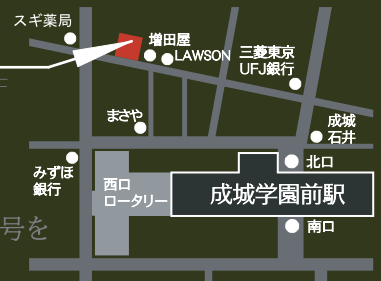 スギ薬局
増田屋
LAWSON
三菱東京
UFJ銀行
まさや
成城
石井
みずほ
銀行
西口
ロータリー
北口
成城学園前駅
南口
号を